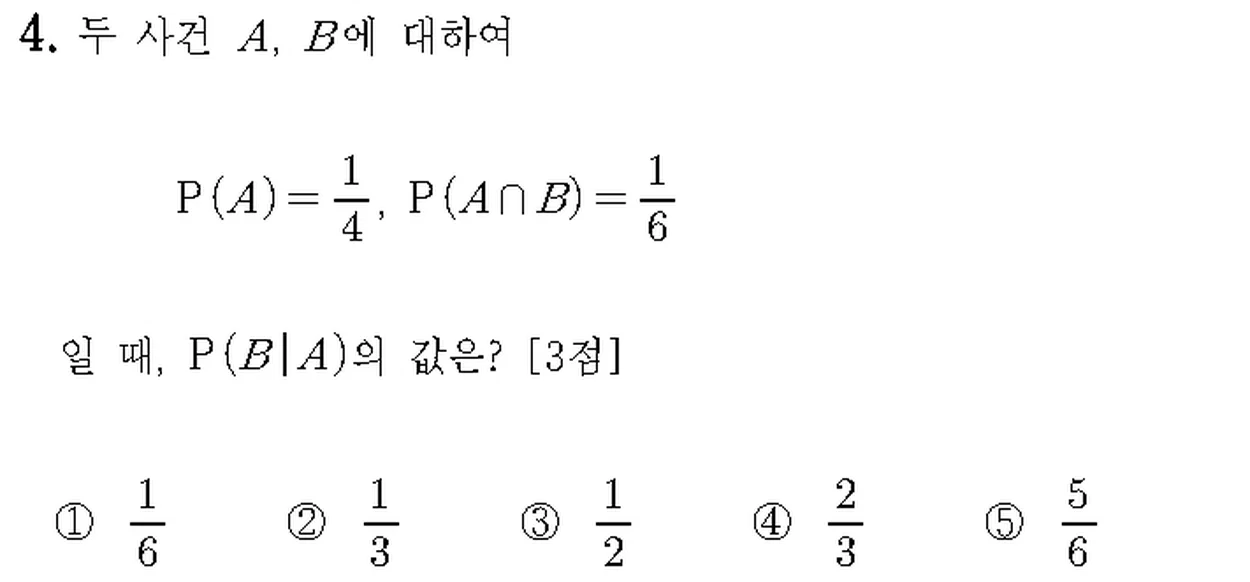 4. 두 사건 A, B에 대하여
P(A)=1/4, P(A∩B)=1/6
일 때, P(B|A)의 값은? [3점]
① 1/6 ② 1/3 ③ 1/2 ④ 2/3 ⑤ 5/6